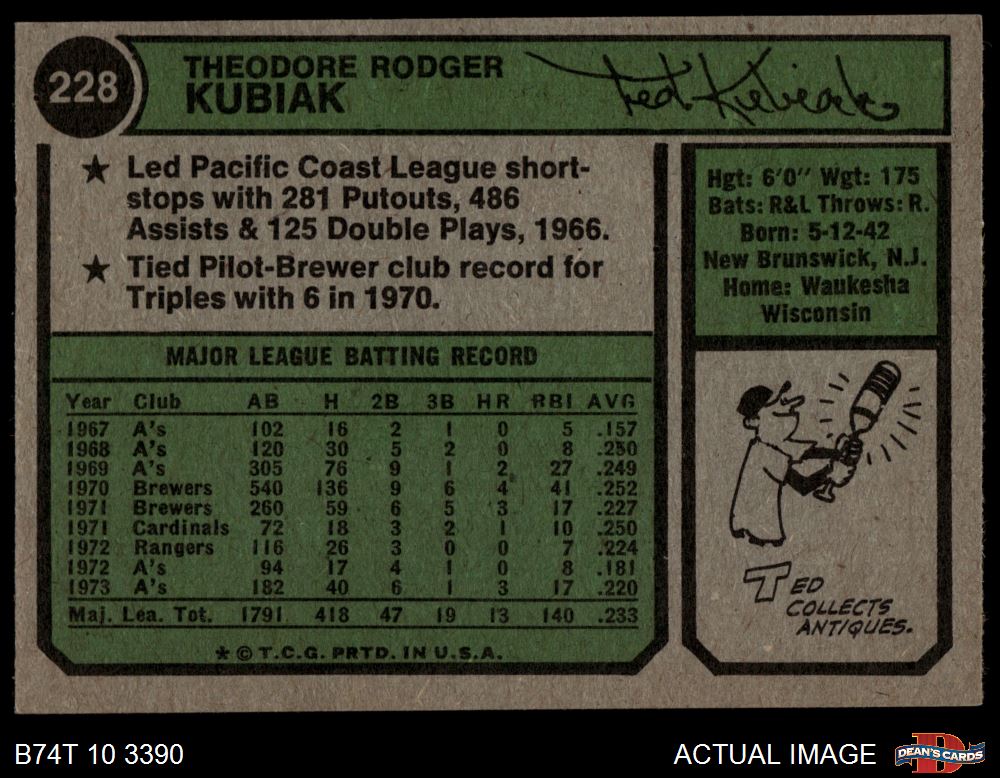 228
THEODORE RODGER
KUBIAK
Ted Kubiak
★ Led Pacific Coast League short-
stops with 281 Putouts, 486
Assists & 125 Double Plays, 1966.
★ Tied Pilot-Brewer club record for
Triples with 6 in 1970.
Hgt: 6'0" Wgt: 175
Bats: R&L Throws: R.
Born: 5-12-42
New Brunswick, N.J.
Home: Waukesha
Wisconsin
MAJOR LEAGUE BATTING RECORD
Year Club AB H 2B 3B HR RBI AVG
1967 A's 102 16 2 1 0 5 .157
1968 A's 120 30 5 2 0 8 .250
1969 A's 305 76 9 1 2 27 .249
1970 Brewers 540 136 9 6 4 41 .252
1971 Brewers 260 59 6 5 3 17 .227
1971 Cardinals 72 18 3 2 1 10 .250
1972 Rangers 116 26 3 0 0 7 .224
1972 A's 94 17 4 1 0 8 .181
1973 A's 182 40 6 1 3 17 .220
Maj. Lea. Tot. 1791 418 47 19 13 140 .233
★ © T.C.G. PRTD. IN U.S.A.
TED
COLLECTS
ANTIQUES.
B74T 10 3390
ACTUAL IMAGE
DEAN'S CARDS